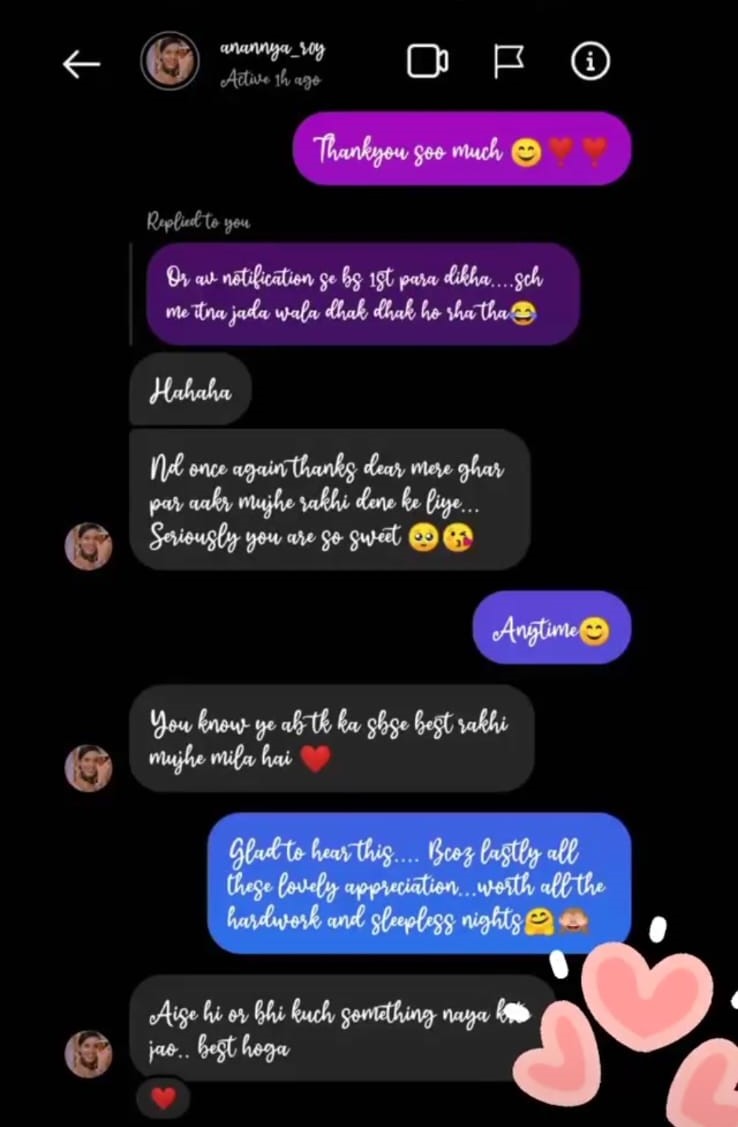 anannya_roy
Active 1h ago
Thankyou soo much 😊❣️❣️
Replied to you
Or av notification se bs 1st para dikha....sch
me itna jada wala dhak dhak ho rha tha😂
Hahaha
Nd once again thanks dear mere ghar
par aakr mujhe rakhi dene ke liye...
Seriously you are so sweet 🥺😘
Anytime😊
You know ye ab tk ka sbse best rakhi
mujhe mila hai ❤️
Glad to hear this.... Bcoz lastly all
these lovely appreciation...worth all the
hardwork and sleepless nights🤗🙈
Aise hi or bhi kuch something naya
jao.. best hoga
❤️